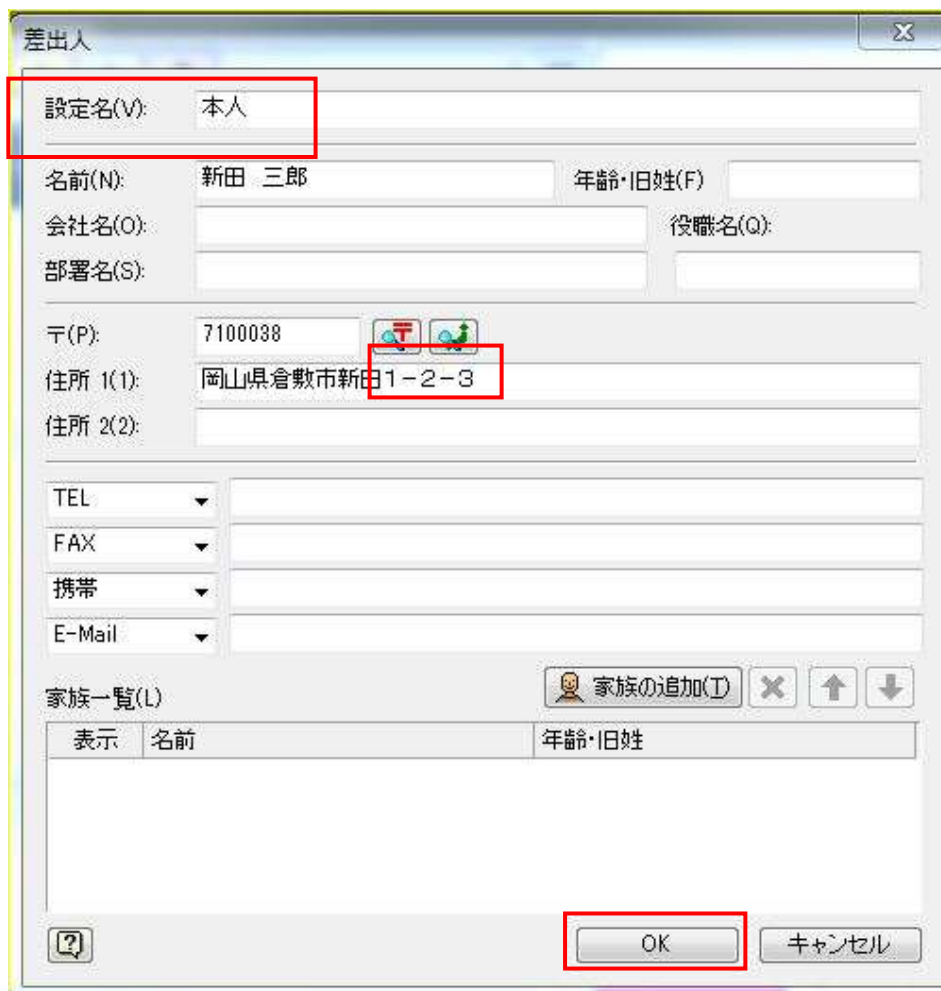 差出人
設定名(V): 本人
名前(N): 新田 三郎 年齢・旧姓(F)
会社名(O): 役職名(Q):
部署名(S):
〒(P): 7100038 〒
住所 1(1): 岡山県倉敷市新田１－２－３
住所 2(2):
TEL
FAX
携帯
E-Mail
家族一覧(L) 家族の追加(T)
表示 名前 年齢・旧姓
OK キャンセル